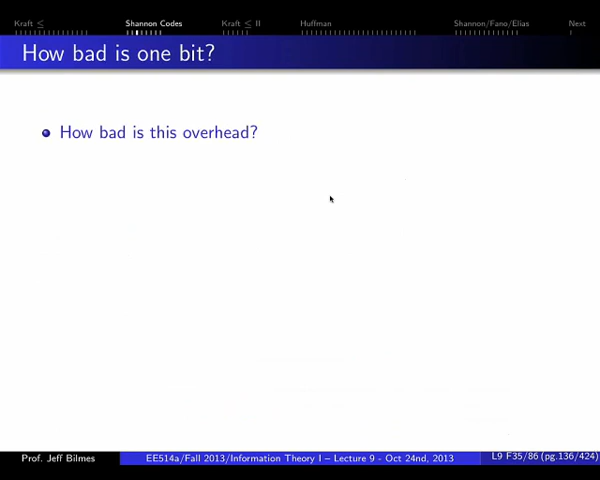 Kraft ≤ Shannon Codes Kraft ≤ II Huffman Shannon/Fano/Elias Next
How bad is one bit?
How bad is this overhead?
Prof. Jeff Bilmes EE514a/Fall 2013/Information Theory I – Lecture 9 - Oct 24nd, 2013 L9 F35/86 (pg.136/424)